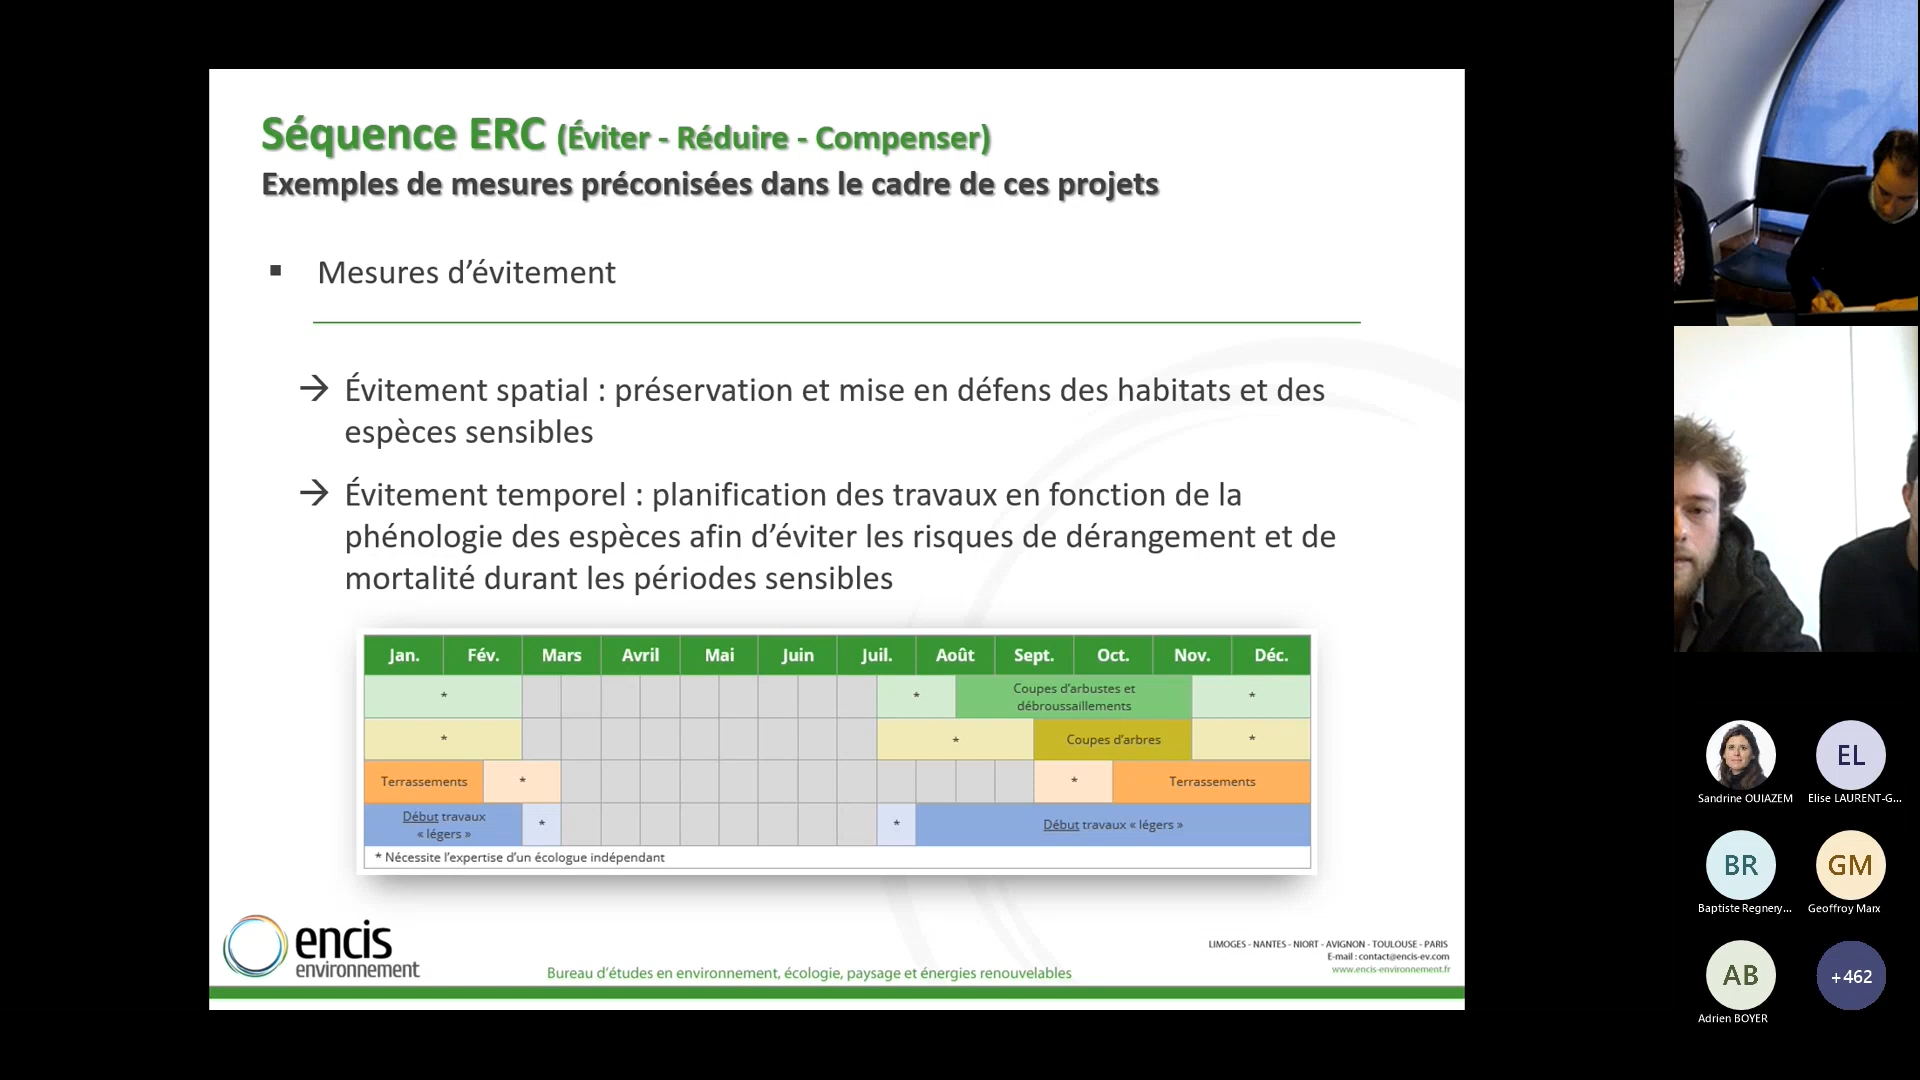 Séquence ERC (Éviter - Réduire - Compenser)
Exemples de mesures préconisées dans le cadre de ces projets
▪ Mesures d’évitement
→ Évitement spatial : préservation et mise en défens des habitats et des
espèces sensibles
→ Évitement temporel : planification des travaux en fonction de la
phénologie des espèces afin d’éviter les risques de dérangement et de
mortalité durant les périodes sensibles
Jan. Fév. Mars Avril Mai Juin Juil. Août Sept. Oct. Nov. Déc.
* * Coupes d’arbustes et
débroussaillements *
* * Coupes d’arbres *
Terrassements * * Terrassements
Début travaux
« légers » * * Début travaux « légers »
* Nécessite l’expertise d’un écologue indépendant
encis
environnement
Bureau d’études en environnement, écologie, paysage et énergies renouvelables
LIMOGES - NANTES - NIORT - AVIGNON - TOULOUSE - PARIS
E-mail : contact@encis-ev.com
www.encis-environnement.fr
EL
Sandrine OUIAZEM
Elise LAURENT-G...
BR
GM
Baptiste Regnery...
Geoffroy Marx
AB
+462
Adrien BOYER